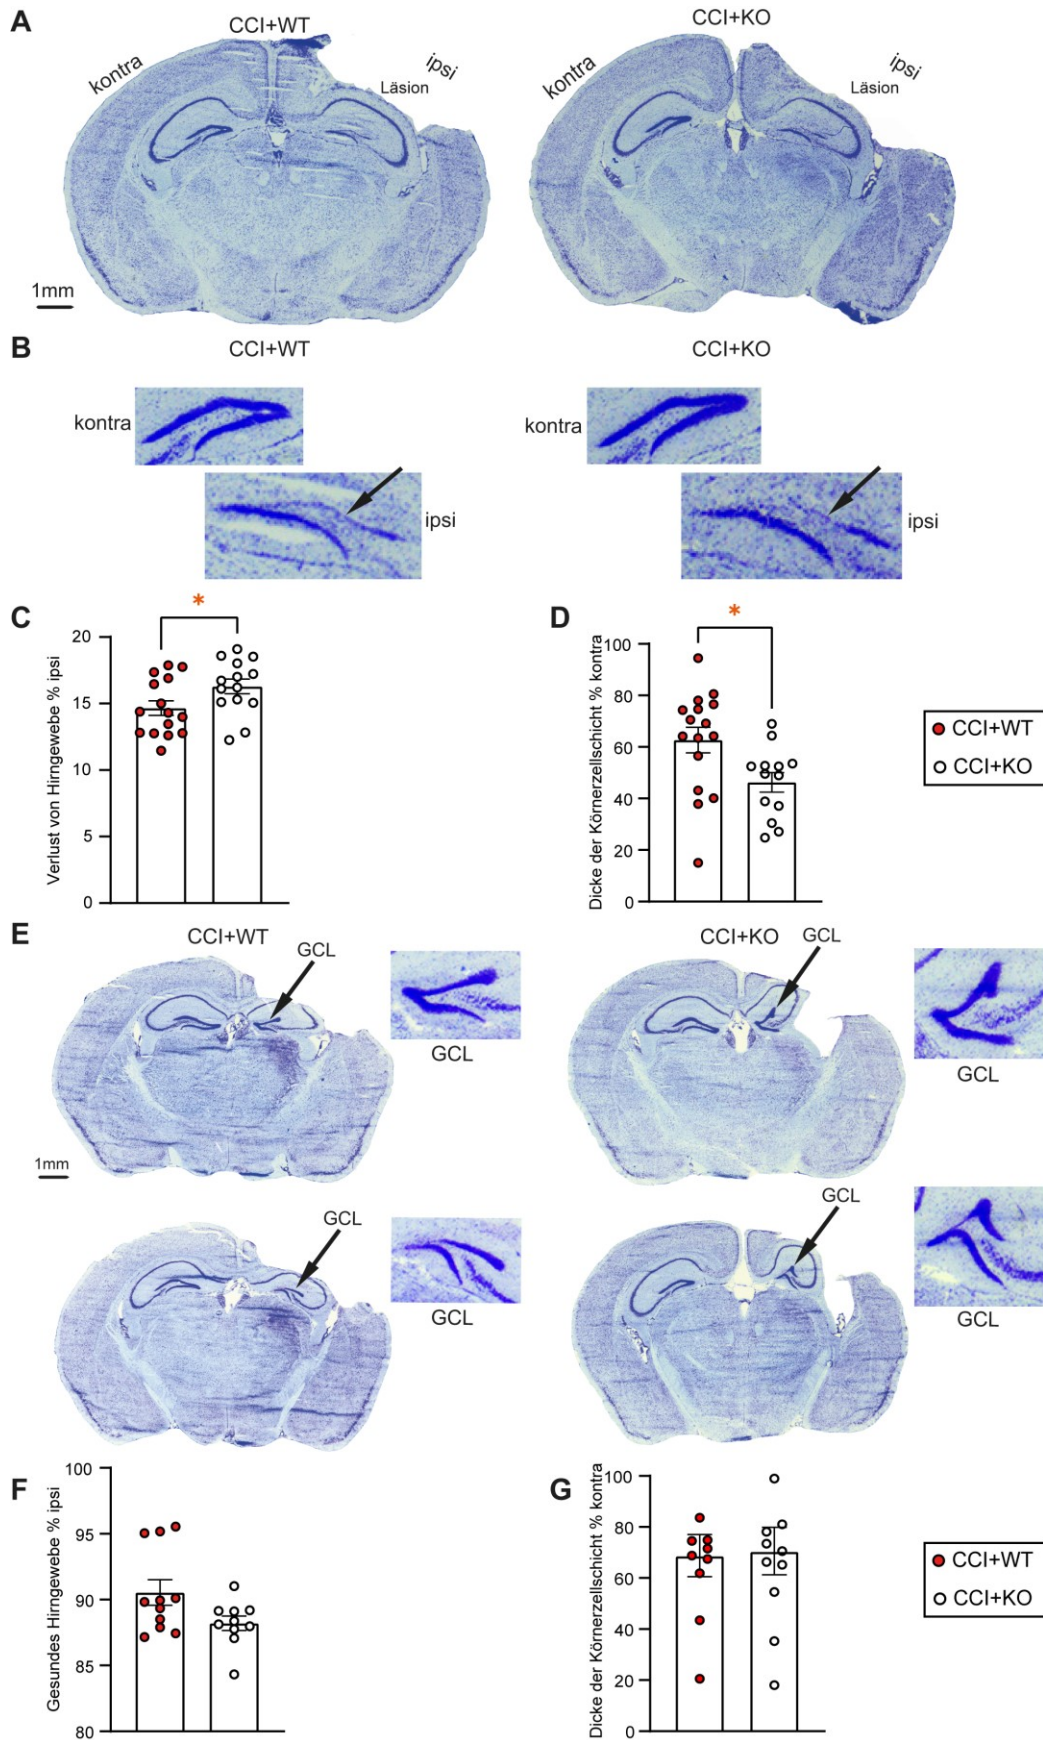 A
CCI+WT
CCI+KO
kontra
ipsi
Läsion
kontra
ipsi
Läsion
1mm
B
CCI+WT
CCI+KO
kontra
ipsi
kontra
ipsi
C
*
Verlust von Hirngewebe % ipsi
20
15
10
5
0
D
*
Dicke der Körnerzellschicht % kontra
100
80
60
40
20
0
CCI+WT
CCI+KO
E
CCI+WT
GCL
GCL
CCI+KO
GCL
GCL
1mm
GCL
GCL
GCL
GCL
F
Gesundes Hirngewebe % ipsi
100
95
90
85
80
G
Dicke der Körnerzellschicht % kontra
100
80
60
40
20
0
CCI+WT
CCI+KO